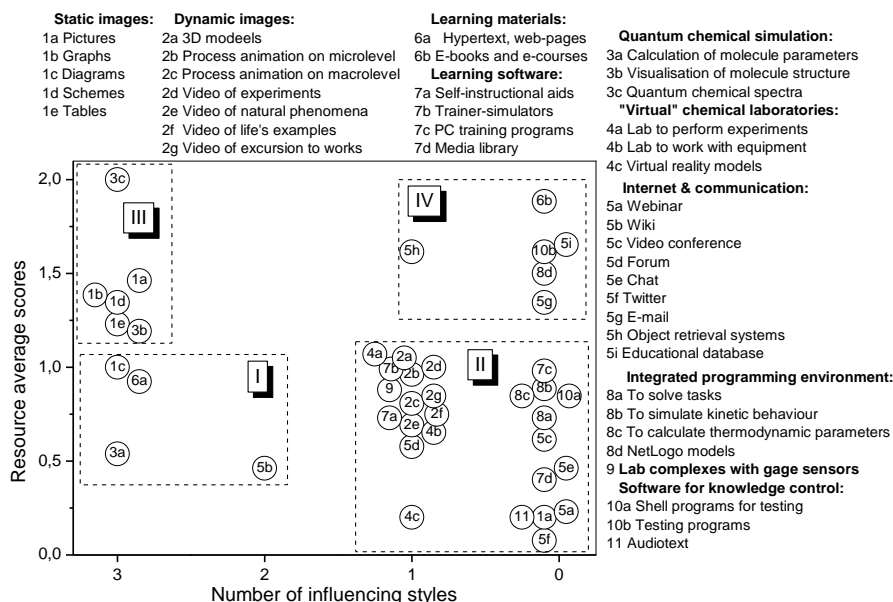 Static images:
1a Pictures
1b Graphs
1c Diagrams
1d Schemes
1e Tables
Dynamic images:
2a 3D modeels
2b Process animation on microlevel
2c Process animation on macrolevel
2d Video of experiments
2e Video of natural phenomena
2f Video of life's examples
2g Video of excursion to works
Learning materials:
6a Hypertext, web-pages
6b E-books and e-courses
Learning software:
7a Self-instructional aids
7b Trainer-simulators
7c PC training programs
7d Media library
Quantum chemical simulation:
3a Calculation of molecule parameters
3b Visualisation of molecule structure
3c Quantum chemical spectra
"Virtual" chemical laboratories:
4a Lab to perform experiments
4b Lab to work with equipment
4c Virtual reality models
Internet & communication:
5a Webinar
5b Wiki
5c Video conference
5d Forum
5e Chat
5f Twitter
5g E-mail
5h Object retrieval systems
5i Educational database
Integrated programming environment:
8a To solve tasks
8b To simulate kinetic behaviour
8c To calculate thermodynamic parameters
8d NetLogo models
9 Lab complexes with gage sensors
Software for knowledge control:
10a Shell programs for testing
10b Testing programs
11 Audiotext
Resource average scores
2,0
1,5
1,0
0,5
0,0
III
3c
1a
1b
1d
1e
3b
I
1c
6a
3a
5b
IV
6b
5i
5h
10b
8d
5g
II
4a
2a
7b
2b
2d
9
2c
2g
7a
2f
2e
4b
5d
4c
7c
8b
8c
10a
8a
5c
5e
7d
11
1a
5a
5f
3
2
1
0
Number of influencing styles